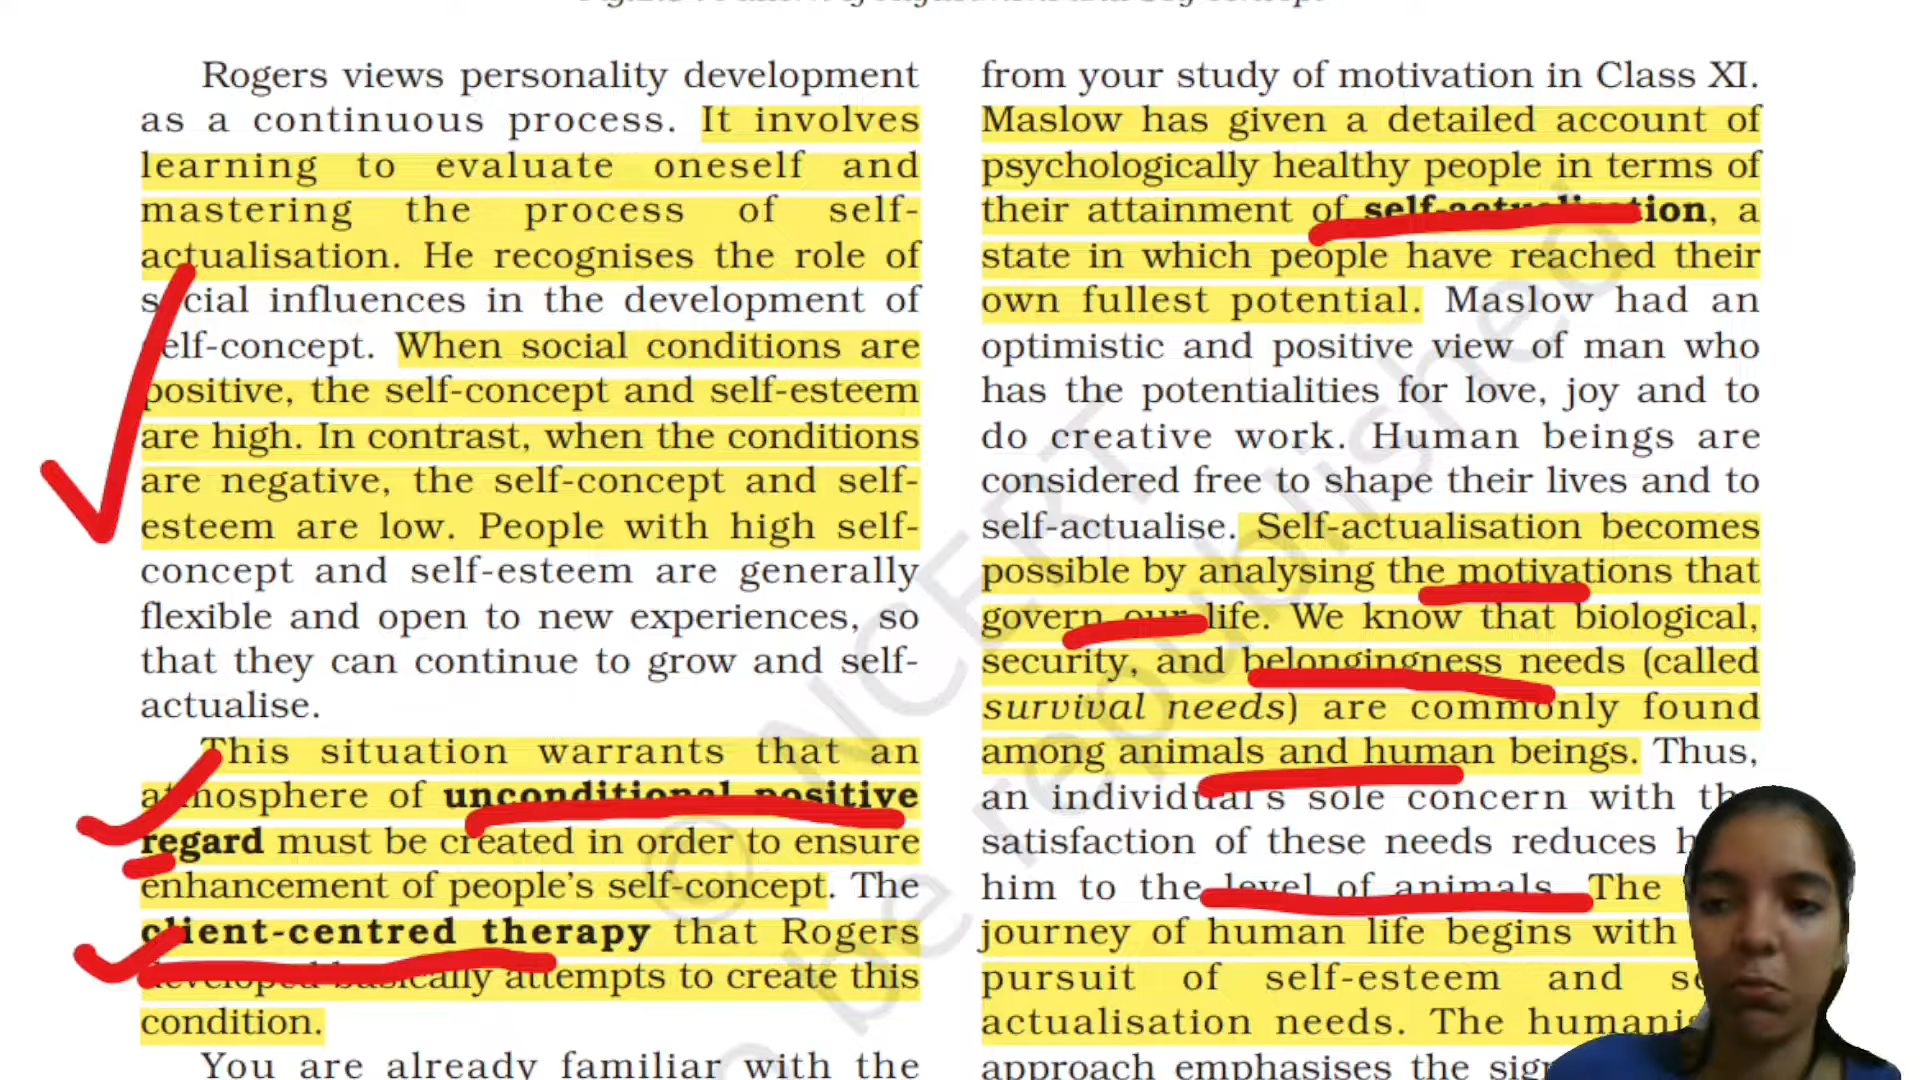 Rogers views personality development
as a continuous process. It involves
learning to evaluate oneself and
mastering the process of self-
actualisation. He recognises the role of
social influences in the development of
self-concept. When social conditions are
positive, the self-concept and self-esteem
are high. In contrast, when the conditions
are negative, the self-concept and self-
esteem are low. People with high self-
concept and self-esteem are generally
flexible and open to new experiences, so
that they can continue to grow and self-
actualise.
This situation warrants that an
atmosphere of unconditional positive
regard must be created in order to ensure
enhancement of people's self-concept. The
client-centred therapy that Rogers
developed basically attempts to create this
condition.
You are already familiar with the
from your study of motivation in Class XI.
Maslow has given a detailed account of
psychologically healthy people in terms of
their attainment of self-actualisation, a
state in which people have reached their
own fullest potential. Maslow had an
optimistic and positive view of man who
has the potentialities for love, joy and to
do creative work. Human beings are
considered free to shape their lives and to
self-actualise. Self-actualisation becomes
possible by analysing the motivations that
govern our life. We know that biological,
security, and belongingness needs (called
survival needs) are commonly found
among animals and human beings. Thus,
an individual's sole concern with
satisfaction of these needs reduces
him to the level of animals. The
journey of human life begins with
pursuit of self-esteem and
actualisation needs. The
approach emphasises the
© NCERT
be republished